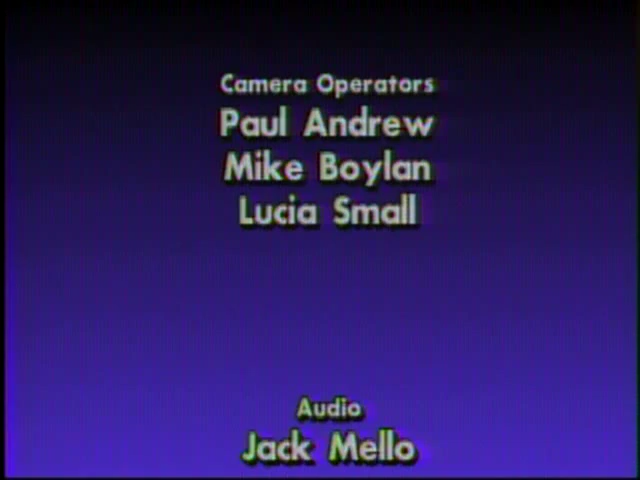 Camera Operators
Paul Andrew
Mike Boylan
Lucia Small
Audio
Jack Mello